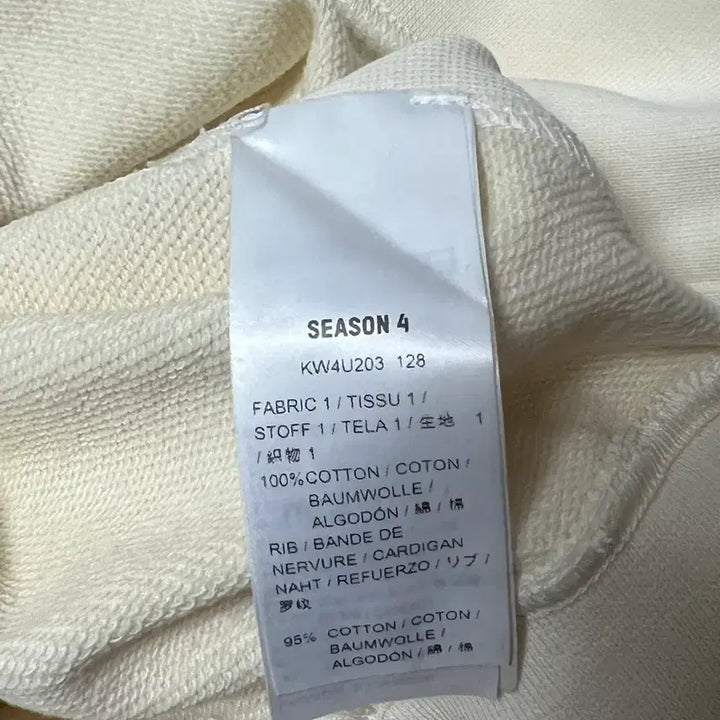 SEASON 4
KW4U203 128
FABRIC 1 / TISSU 1 /
STOFF 1 / TELA 1 / 生地 1
/ 織物 1
100% COTTON / COTON /
BAUMWOLLE /
ALGODÓN / 綿 / 棉
RIB / BANDE DE
NERVURE / CARDIGAN
NAHT / REFUERZO / リブ /
罗纹
95% COTTON / COTON /
BAUMWOLLE /
ALGODÓN / 綿 / 棉